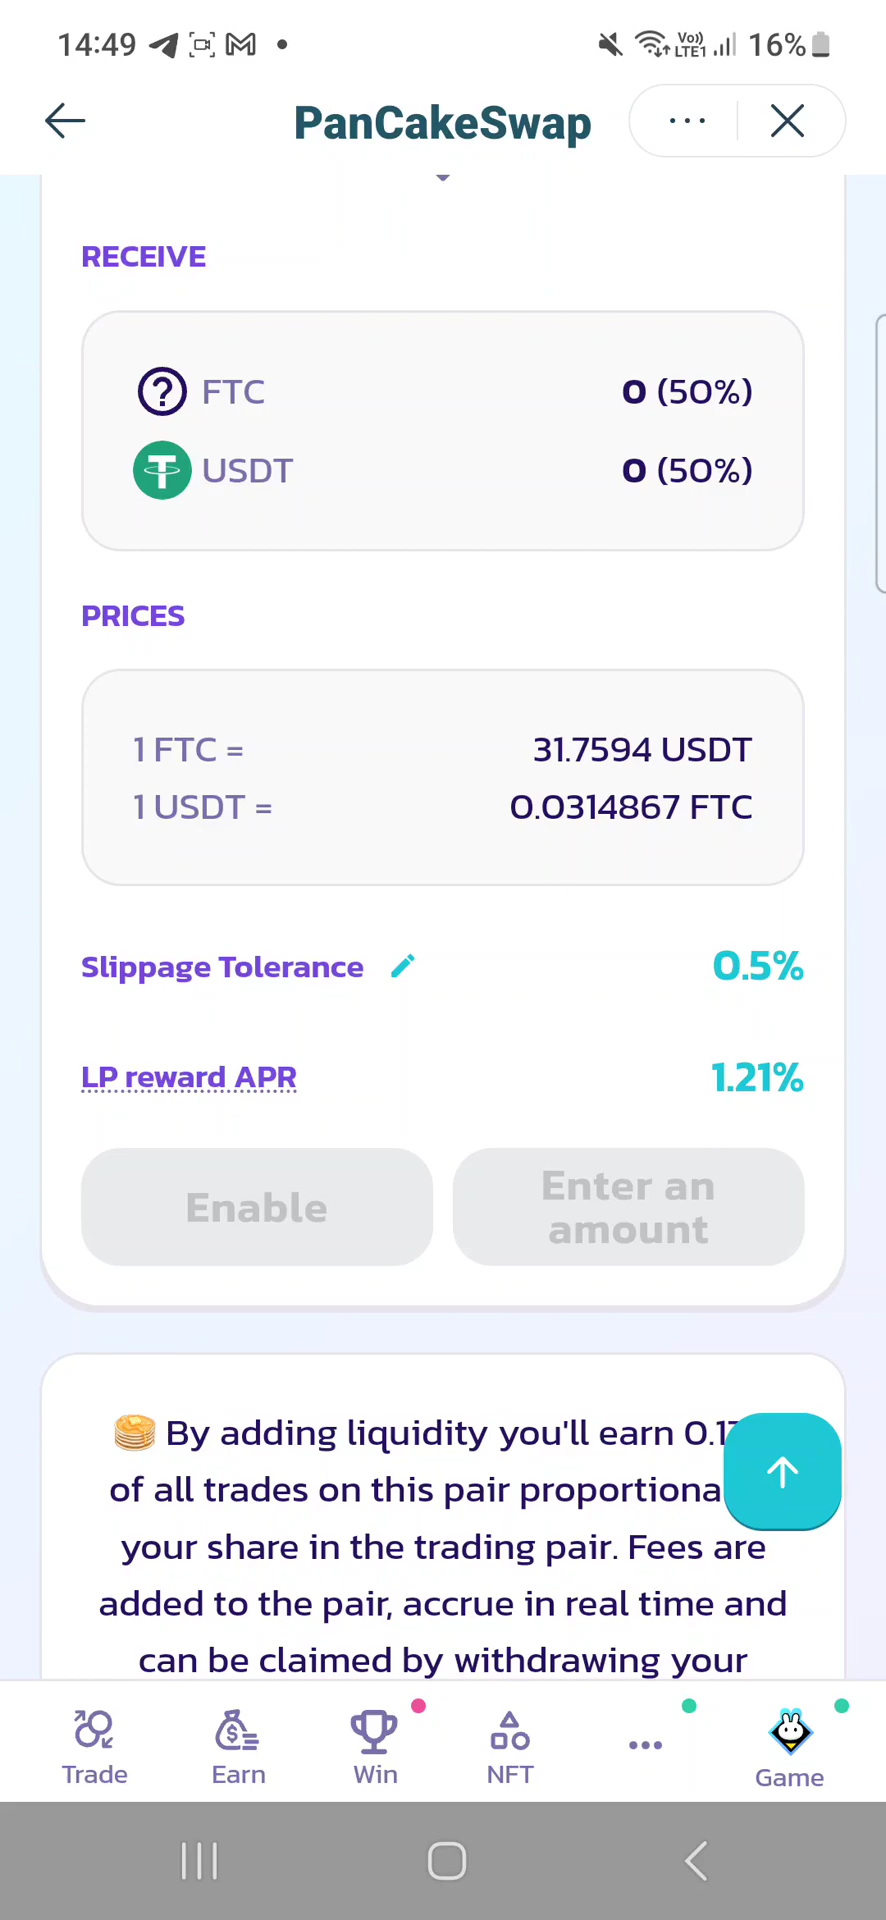 14:49 Vo)) LTE1 16%
PanCakeSwap
RECEIVE
FTC 0 (50%)
USDT 0 (50%)
PRICES
1 FTC = 31.7594 USDT
1 USDT = 0.0314867 FTC
Slippage Tolerance 0.5%
LP reward APR 1.21%
Enable
Enter an
amount
By adding liquidity you'll earn
of all trades on this pair
your share in the trading pair. Fees are
added to the pair, accrue in real time and
can be claimed by withdrawing your
Trade Earn Win NFT Game